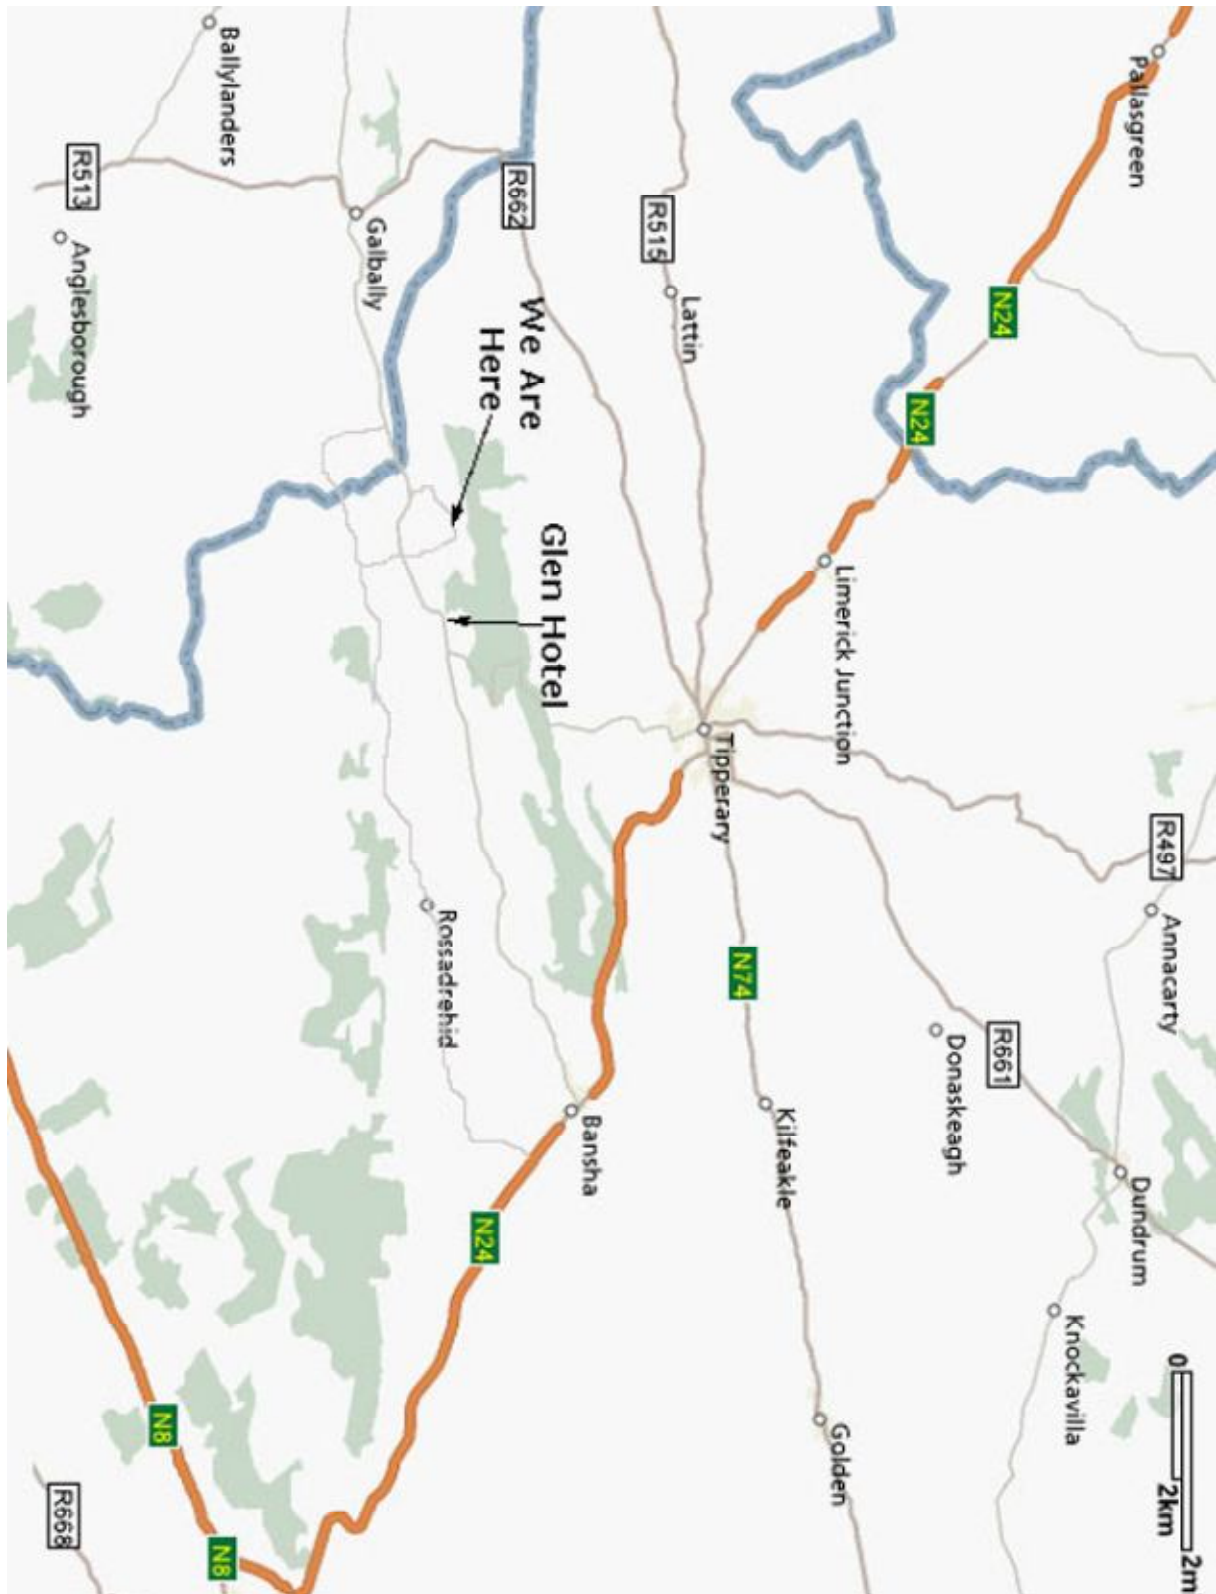 Ballylanders
R513
Anglesborough
Galbally
R662
R515
Lattin
Pallasgreen
N24
N24
We Are
Here
Glen Hotel
Limerick Junction
Tipperary
R497
Annacarty
Rossadrehid
N74
Donaskeagh
R661
Bansha
Kilfeakle
Dundrum
N24
Knockavilla
Golden
N8
N8
R668
0
2km
2m